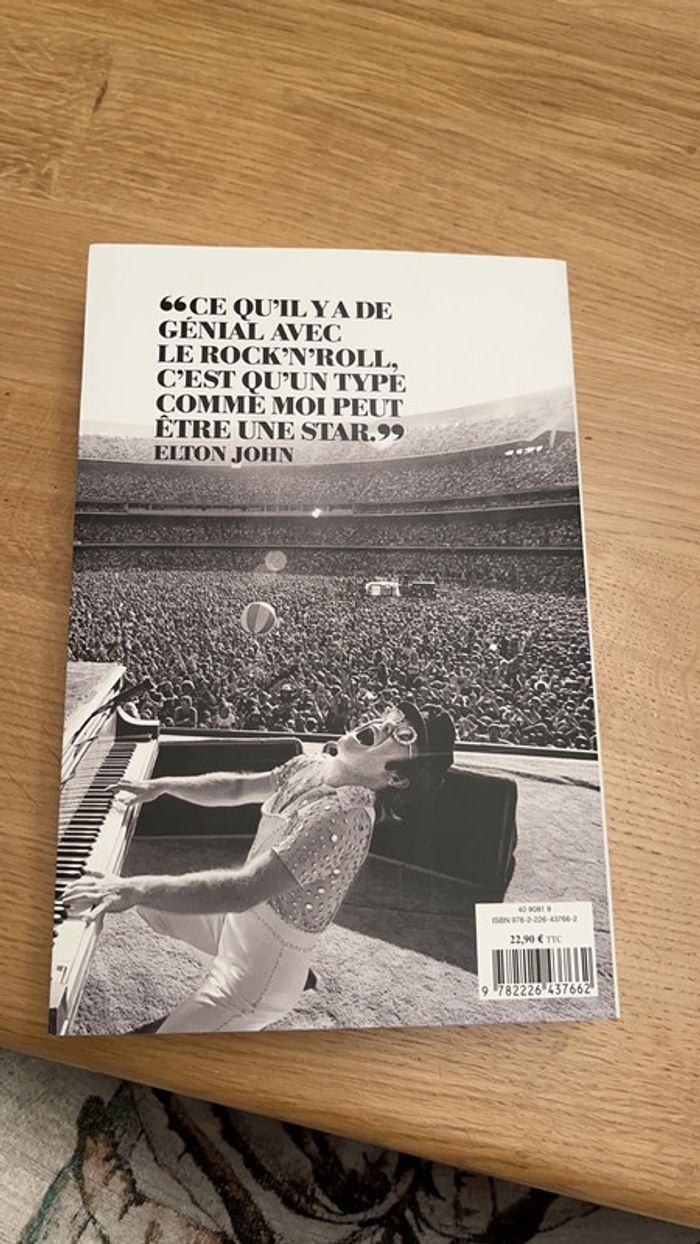 “CE QU’IL Y A DE
GÉNIAL AVEC
LE ROCK’N’ROLL,
C’EST QU’UN TYPE
COMME MOI PEUT
ÊTRE UNE STAR.”
ELTON JOHN
40 9081 9
ISBN 978-2-226-43766-2
22,90 € TTC
9 782226 437662